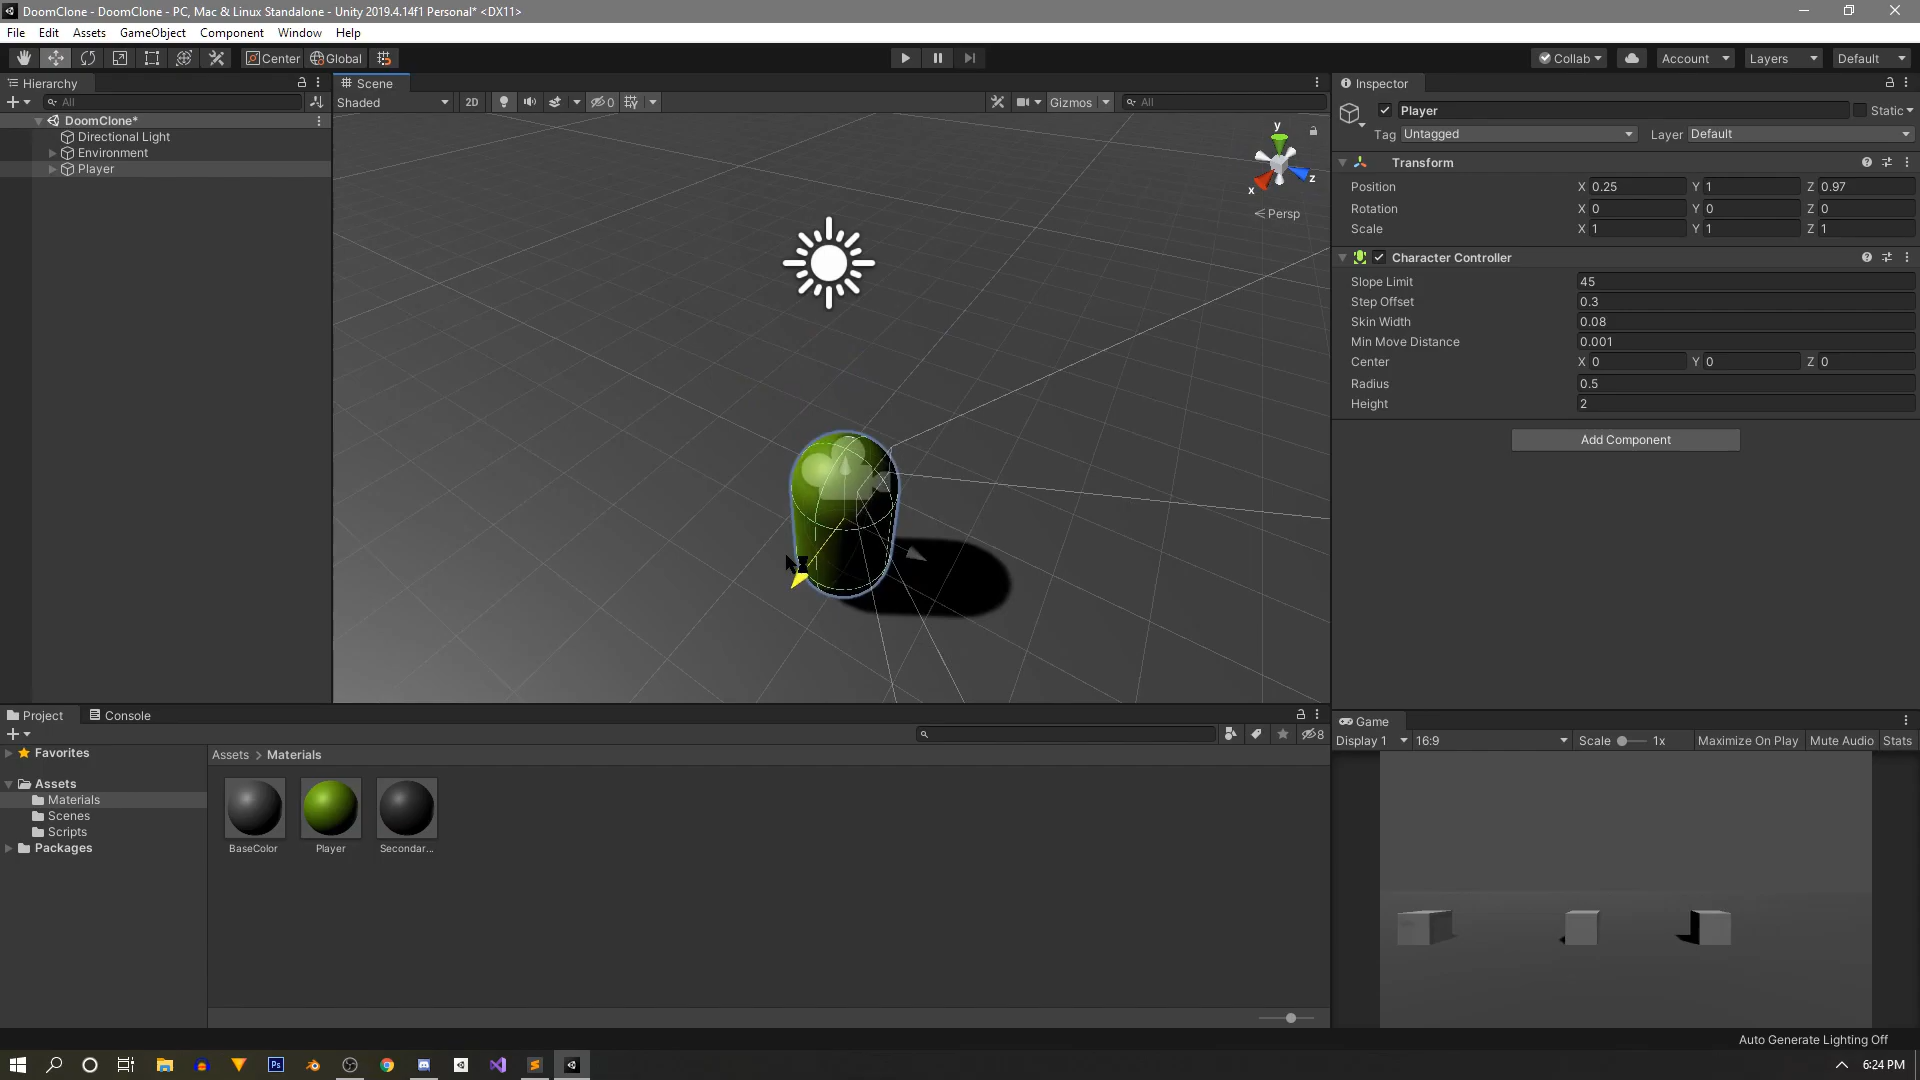 DoomClone - DoomClone - PC, Mac & Linux Standalone - Unity 2019.4.14f1 Personal* <DX11>
File Edit Assets GameObject Component Window Help
Center Global Collab Account Layers Default
Hierarchy
All
DoomClone*
Directional Light
Environment
Player
Scene
Shaded 2D 0 Gizmos All
y
x z
Persp
Inspector
Player Static
Tag Untagged Layer Default
Transform
Position X 0.25 Y 1 Z 0.97
Rotation X 0 Y 0 Z 0
Scale X 1 Y 1 Z 1
Character Controller
Slope Limit 45
Step Offset 0.3
Skin Width 0.08
Min Move Distance 0.001
Center X 0 Y 0 Z 0
Radius 0.5
Height 2
Add Component
Project Console
8
Favorites
Assets
Materials
Scenes
Scripts
Packages
Assets > Materials
BaseColor Player Secondar...
Game
Display 1 16:9 Scale 1x Maximize On Play Mute Audio Stats
Auto Generate Lighting Off
Ps
6:24 PM